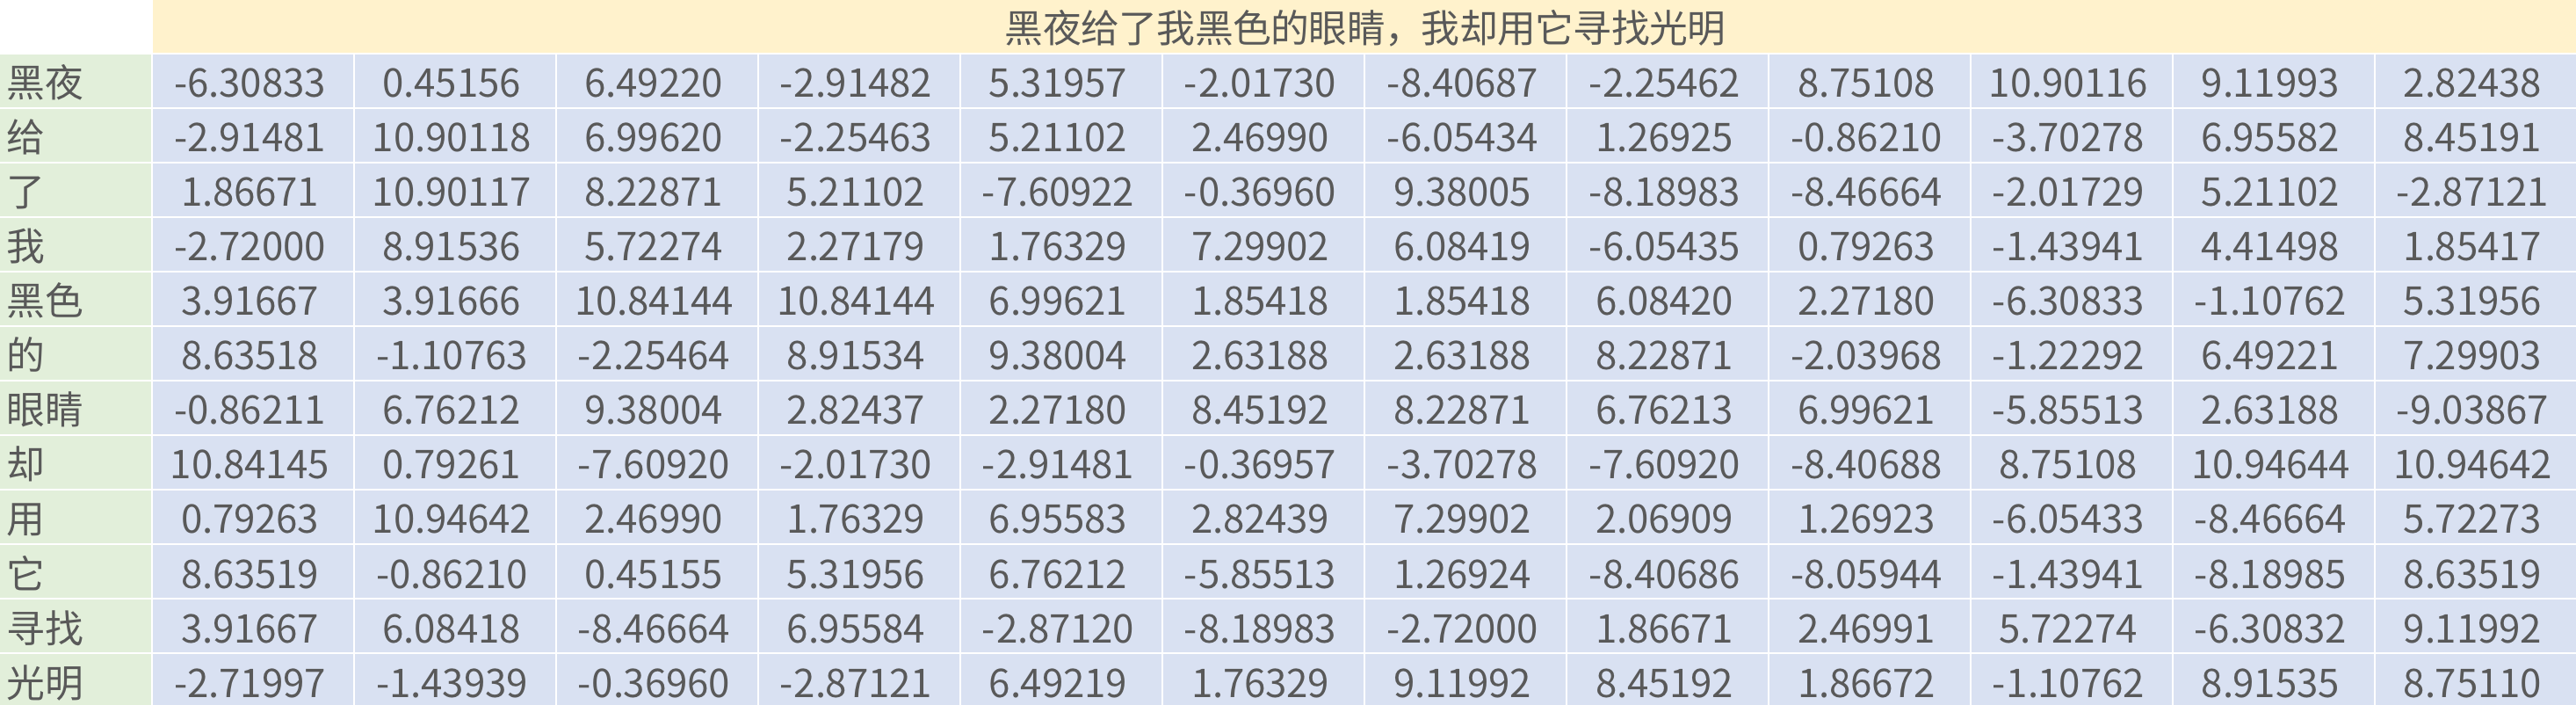 黑夜给了我黑色的眼睛，我却用它寻找光明
黑夜 -6.30833 0.45156 6.49220 -2.91482 5.31957 -2.01730 -8.40687 -2.25462 8.75108 10.90116 9.11993 2.82438
给 -2.91481 10.90118 6.99620 -2.25463 5.21102 2.46990 -6.05434 1.26925 -0.86210 -3.70278 6.95582 8.45191
了 1.86671 10.90117 8.22871 5.21102 -7.60922 -0.36960 9.38005 -8.18983 -8.46664 -2.01729 5.21102 -2.87121
我 -2.72000 8.91536 5.72274 2.27179 1.76329 7.29902 6.08419 -6.05435 0.79263 -1.43941 4.41498 1.85417
黑色 3.91667 3.91666 10.84144 10.84144 6.99621 1.85418 1.85418 6.08420 2.27180 -6.30833 -1.10762 5.31956
的 8.63518 -1.10763 -2.25464 8.91534 9.38004 2.63188 2.63188 8.22871 -2.03968 -1.22292 6.49221 7.29903
眼睛 -0.86211 6.76212 9.38004 2.82437 2.27180 8.45192 8.22871 6.76213 6.99621 -5.85513 2.63188 -9.03867
却 10.84145 0.79261 -7.60920 -2.01730 -2.91481 -0.36957 -3.70278 -7.60920 -8.40688 8.75108 10.94644 10.94642
用 0.79263 10.94642 2.46990 1.76329 6.95583 2.82439 7.29902 2.06909 1.26923 -6.05433 -8.46664 5.72273
它 8.63519 -0.86210 0.45155 5.31956 6.76212 -5.85513 1.26924 -8.40686 -8.05944 -1.43941 -8.18985 8.63519
寻找 3.91667 6.08418 -8.46664 6.95584 -2.87120 -8.18983 -2.72000 1.86671 2.46991 5.72274 -6.30832 9.11992
光明 -2.71997 -1.43939 -0.36960 -2.87121 6.49219 1.76329 9.11992 8.45192 1.86672 -1.10762 8.91535 8.75110